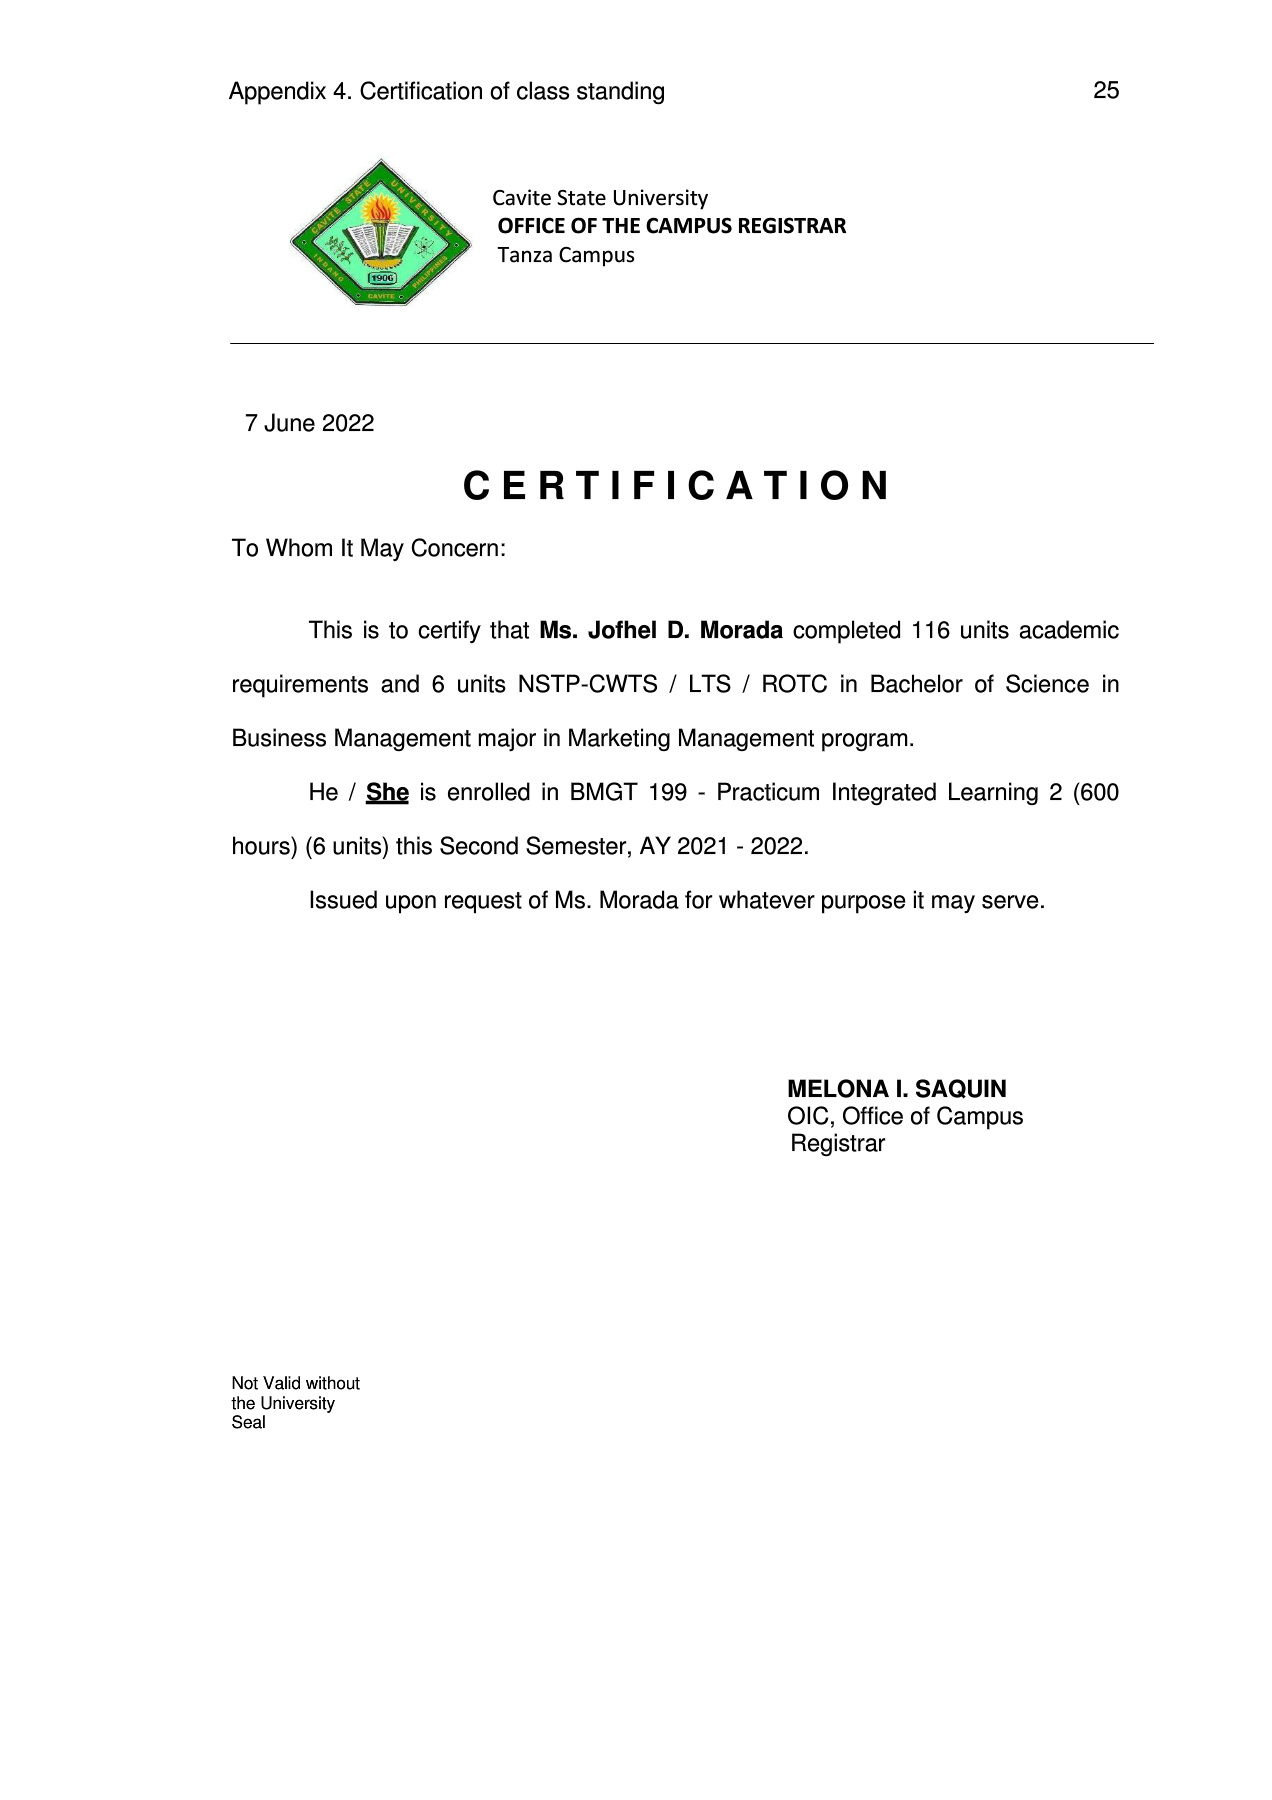 Appendix 4. Certification of class standing 25
CAVITE STATE UNIVERSITY
INDANG
CAVITE
PHILIPPINES
1906
Cavite State University
OFFICE OF THE CAMPUS REGISTRAR
Tanza Campus
7 June 2022
CERTIFICATION
To Whom It May Concern:
This is to certify that Ms. Jofhel D. Morada completed 116 units academic
requirements and 6 units NSTP-CWTS / LTS / ROTC in Bachelor of Science in
Business Management major in Marketing Management program.
He / She is enrolled in BMGT 199 - Practicum Integrated Learning 2 (600
hours) (6 units) this Second Semester, AY 2021 - 2022.
Issued upon request of Ms. Morada for whatever purpose it may serve.
MELONA I. SAQUIN
OIC, Office of Campus
Registrar
Not Valid without
the University
Seal